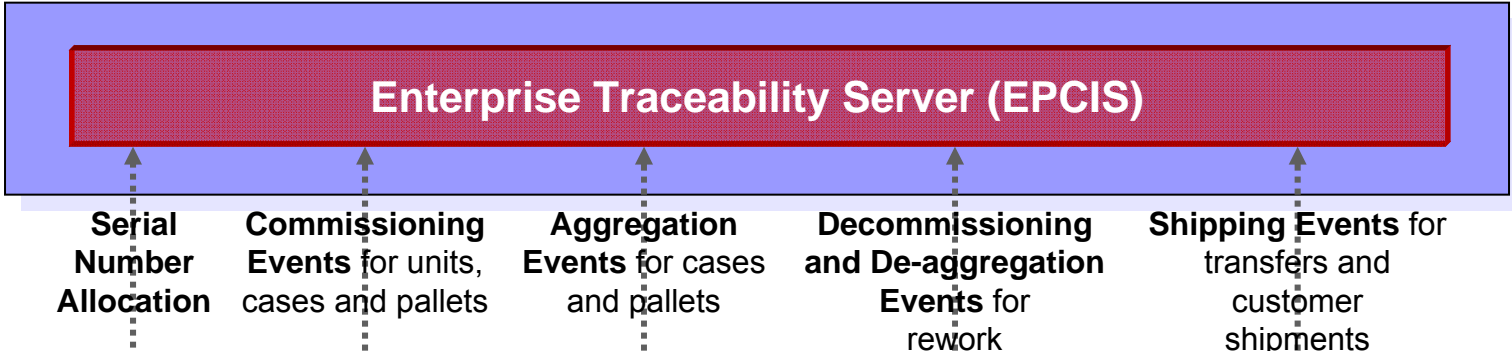 Enterprise Traceability Server (EPCIS)
Serial
Number
Allocation
Commissioning
Events for units,
cases and pallets
Aggregation
Events for cases
and pallets
Decommissioning
and De-aggregation
Events for
rework
Shipping Events for
transfers and
customer
shipments